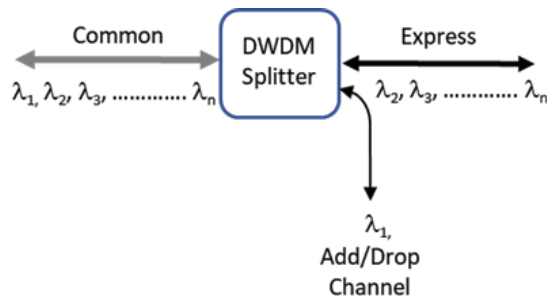 Common
DWDM
Splitter
Express
λ₁, λ₂, λ₃, ............. λₙ
λ₂, λ₃, ............. λₙ
λ₁,
Add/Drop
Channel